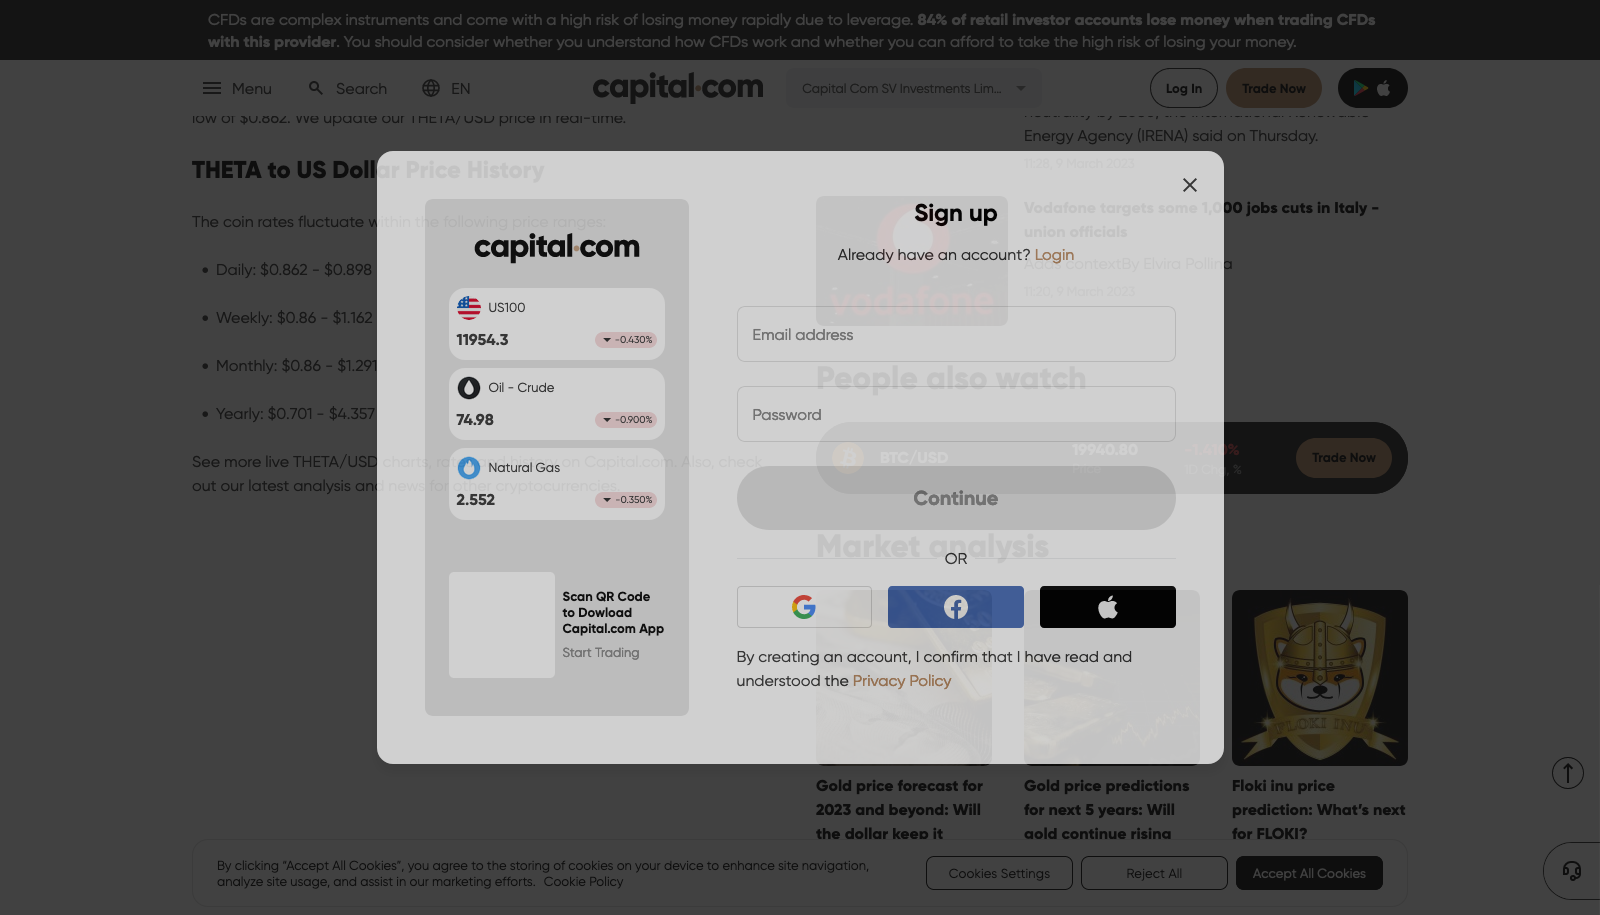 CFDs are complex instruments and come with a high risk of losing money rapidly due to leverage. 84% of retail investor accounts lose money when trading CFDs
with this provider. You should consider whether you understand how CFDs work and whether you can afford to take the high risk of losing your money.
Menu
Search
EN
capital.com
Capital Com SV Investments Lim...
Log In
Trade Now
low of $0.862. We update our THETA/USD price in real-time.
THETA to US Dollar Price History
The coin rates fluctuate within the following price ranges:
Daily: $0.862 - $0.898
Weekly: $0.86 - $1.162
Monthly: $0.86 - $1.291
Yearly: $0.701 - $4.357
See more live THETA/USD charts, rates and history on Capital.com. Also, check
out our latest analysis and news for other cryptocurrencies.
Energy Agency (IRENA) said on Thursday.
Vodafone targets some 1,000 jobs cuts in Italy -
union officials
Adds contextBy Elvira Pollina
vodafone
People also watch
BTC/USD
19940.80
Trade Now
Market analysis
Gold price forecast for
2023 and beyond: Will
the dollar keep it
Gold price predictions
for next 5 years: Will
gold continue rising
FLOKI INU
Floki inu price
prediction: What's next
for FLOKI?
capital.com
US100
11954.3
-0.430%
Oil - Crude
74.98
-0.900%
Natural Gas
2.552
-0.350%
Scan QR Code
to Dowload
Capital.com App
Start Trading
Sign up
Already have an account? Login
Email address
Password
Continue
OR
By creating an account, I confirm that I have read and
understood the Privacy Policy
By clicking “Accept All Cookies”, you agree to the storing of cookies on your device to enhance site navigation,
analyze site usage, and assist in our marketing efforts. Cookie Policy
Cookies Settings
Reject All
Accept All Cookies